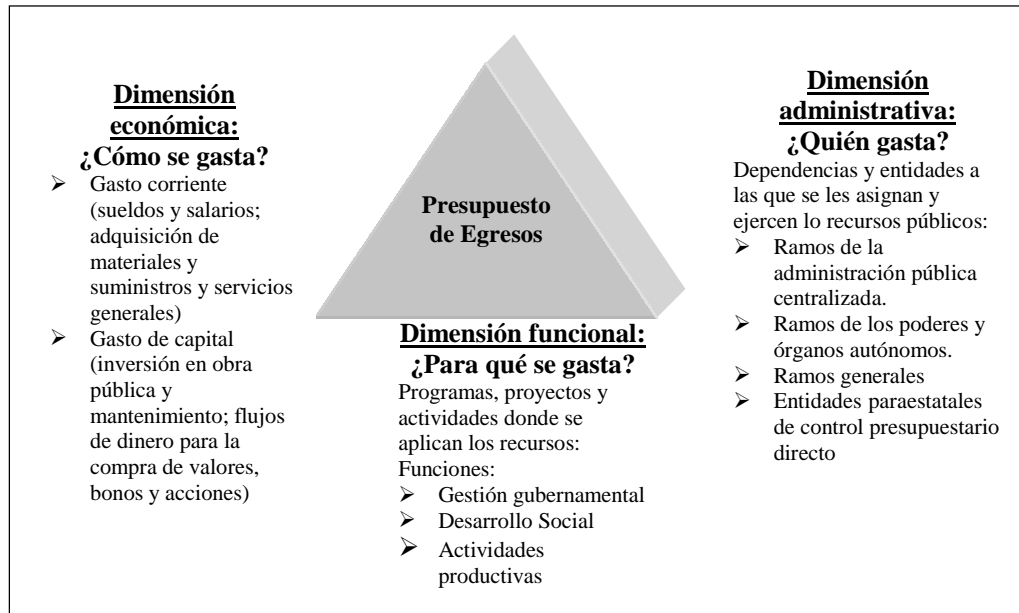 Dimensión
económica:
¿Cómo se gasta?
➢ Gasto corriente
(sueldos y salarios;
adquisición de
materiales y
suministros y servicios
generales)
➢ Gasto de capital
(inversión en obra
pública y
mantenimiento; flujos
de dinero para la
compra de valores,
bonos y acciones)
Presupuesto
de Egresos
Dimensión funcional:
¿Para qué se gasta?
Programas, proyectos y
actividades donde se
aplican los recursos:
Funciones:
➢ Gestión gubernamental
➢ Desarrollo Social
➢ Actividades
productivas
Dimensión
administrativa:
¿Quién gasta?
Dependencias y entidades a
las que se les asignan y
ejercen lo recursos públicos:
➢ Ramos de la
administración pública
centralizada.
➢ Ramos de los poderes y
órganos autónomos.
➢ Ramos generales
➢ Entidades paraestatales
de control presupuestario
directo